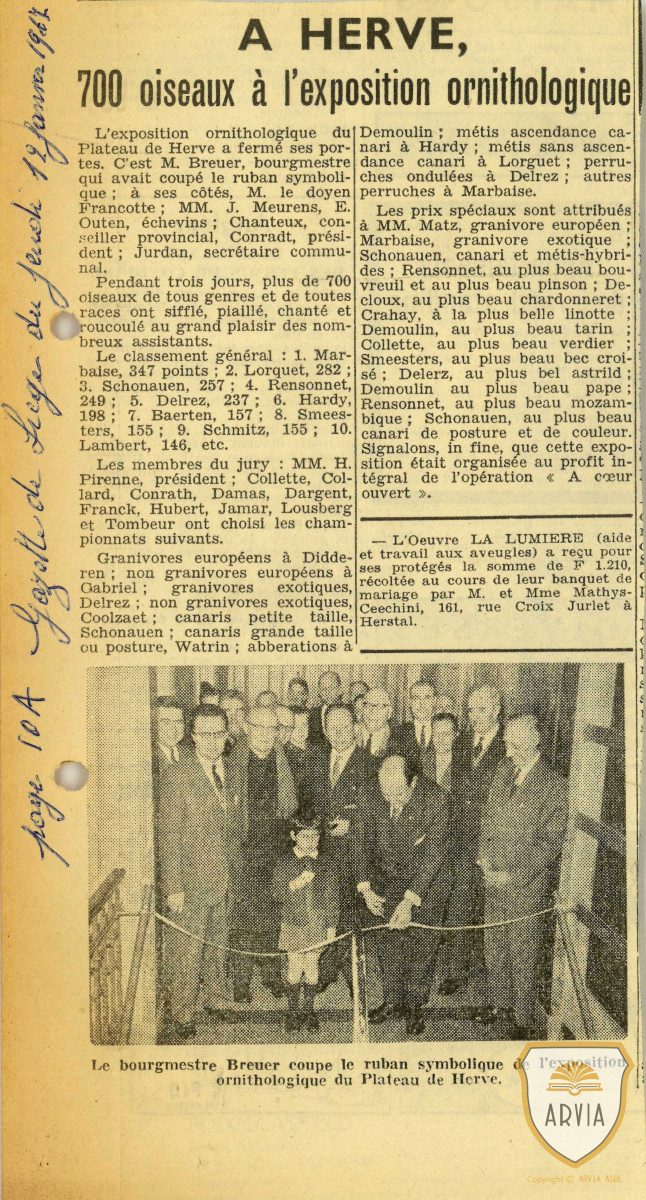 A HERVE,
700 oiseaux à l'exposition ornithologique
L'exposition ornithologique du
Plateau de Herve a fermé ses por-
tes. C'est M. Breuer, bourgmestre
qui avait coupé le ruban symboli-
que ; à ses côtés, M. le doyen
Francotte ; MM. J. Meurens, E.
Outen, échevins ; Chanteux, con-
seiller provincial, Conradt, prési-
dent ; Jurdan, secrétaire commu-
nal.
Pendant trois jours, plus de 700
oiseaux de tous genres et de toutes
races ont sifflé, piaillé, chanté et
roucoulé au grand plaisir des nom-
breux assistants.
Le classement général : 1. Mar-
baise, 347 points ; 2. Lorquet, 282 ;
3. Schonauen, 257 ; 4. Rensonnet,
249 ; 5. Delrez, 237 ; 6. Hardy,
198 ; 7. Baerten, 157 ; 8. Smees-
ters, 155 ; 9. Schmitz, 155 ; 10.
Lambert, 146, etc.
Les membres du jury : MM. H.
Pirenne, président ; Collette, Col-
lard, Conrath, Damas, Dargent,
Franck, Hubert, Jamar, Lousberg
et Tombeur ont choisi les cham-
pionnats suivants.
Granivores européens à Didde-
ren ; non granivores européens à
Gabriel ; granivores exotiques,
Delrez ; non granivores exotiques,
Coolzaet ; canaris petite taille,
Schonauen ; canaris grande taille
ou posture, Watrin ; abberations à
Demoulin ; métis ascendance ca-
nari à Hardy ; métis sans ascen-
dance canari à Lorguet ; perru-
ches ondulées à Delrez ; autres
perruches à Marbaise.
Les prix spéciaux sont attribués
à MM. Matz, granivore européen ;
Marbaise, granivore exotique ;
Schonauen, canari et métis-hybri-
des ; Rensonnet, au plus beau bou-
vreuil et au plus beau pinson ; De-
cloux, au plus beau chardonneret ;
Crahay, à la plus belle linotte ;
Demoulin, au plus beau tarin ;
Collette, au plus beau verdier ;
Smeesters, au plus beau bec croi-
sé ; Delerz, au plus bel astrild ;
Demoulin au plus beau pape ;
Rensonnet, au plus beau mozam-
bique ; Schonauen, au plus beau
canari de posture et de couleur.
Signalons, in fine, que cette expo-
sition était organisée au profit in-
tégral de l'opération « A cœur
ouvert ».
— L'Oeuvre LA LUMIERE (aide
et travail aux aveugles) a reçu pour
ses protégés la somme de F 1.210,
récoltée au cours de leur banquet de
mariage par M. et Mme Mathys-
Ceechini, 161, rue Croix Jurlet à
Herstal.
Le bourgmestre Breuer coupe le ruban symbolique de l'exposition
ornithologique du Plateau de Herve.
page 10A Gazette de Liège du jeudi 12 janvier 1967
ARVIA
Copyright © ARVIA ASBL